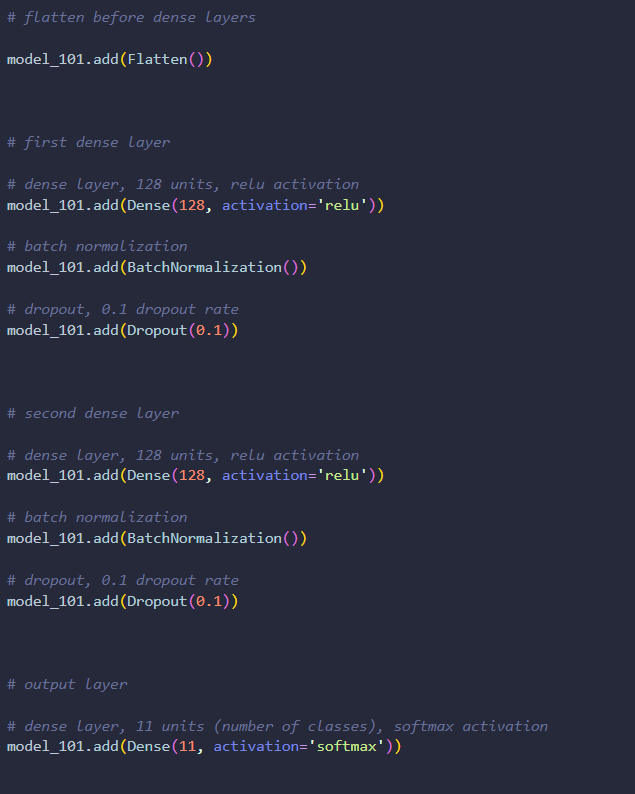 # flatten before dense layers
model_101.add(Flatten())
# first dense layer
# dense layer, 128 units, relu activation
model_101.add(Dense(128, activation='relu'))
# batch normalization
model_101.add(BatchNormalization())
# dropout, 0.1 dropout rate
model_101.add(Dropout(0.1))
# second dense layer
# dense layer, 128 units, relu activation
model_101.add(Dense(128, activation='relu'))
# batch normalization
model_101.add(BatchNormalization())
# dropout, 0.1 dropout rate
model_101.add(Dropout(0.1))
# output layer
# dense layer, 11 units (number of classes), softmax activation
model_101.add(Dense(11, activation='softmax'))